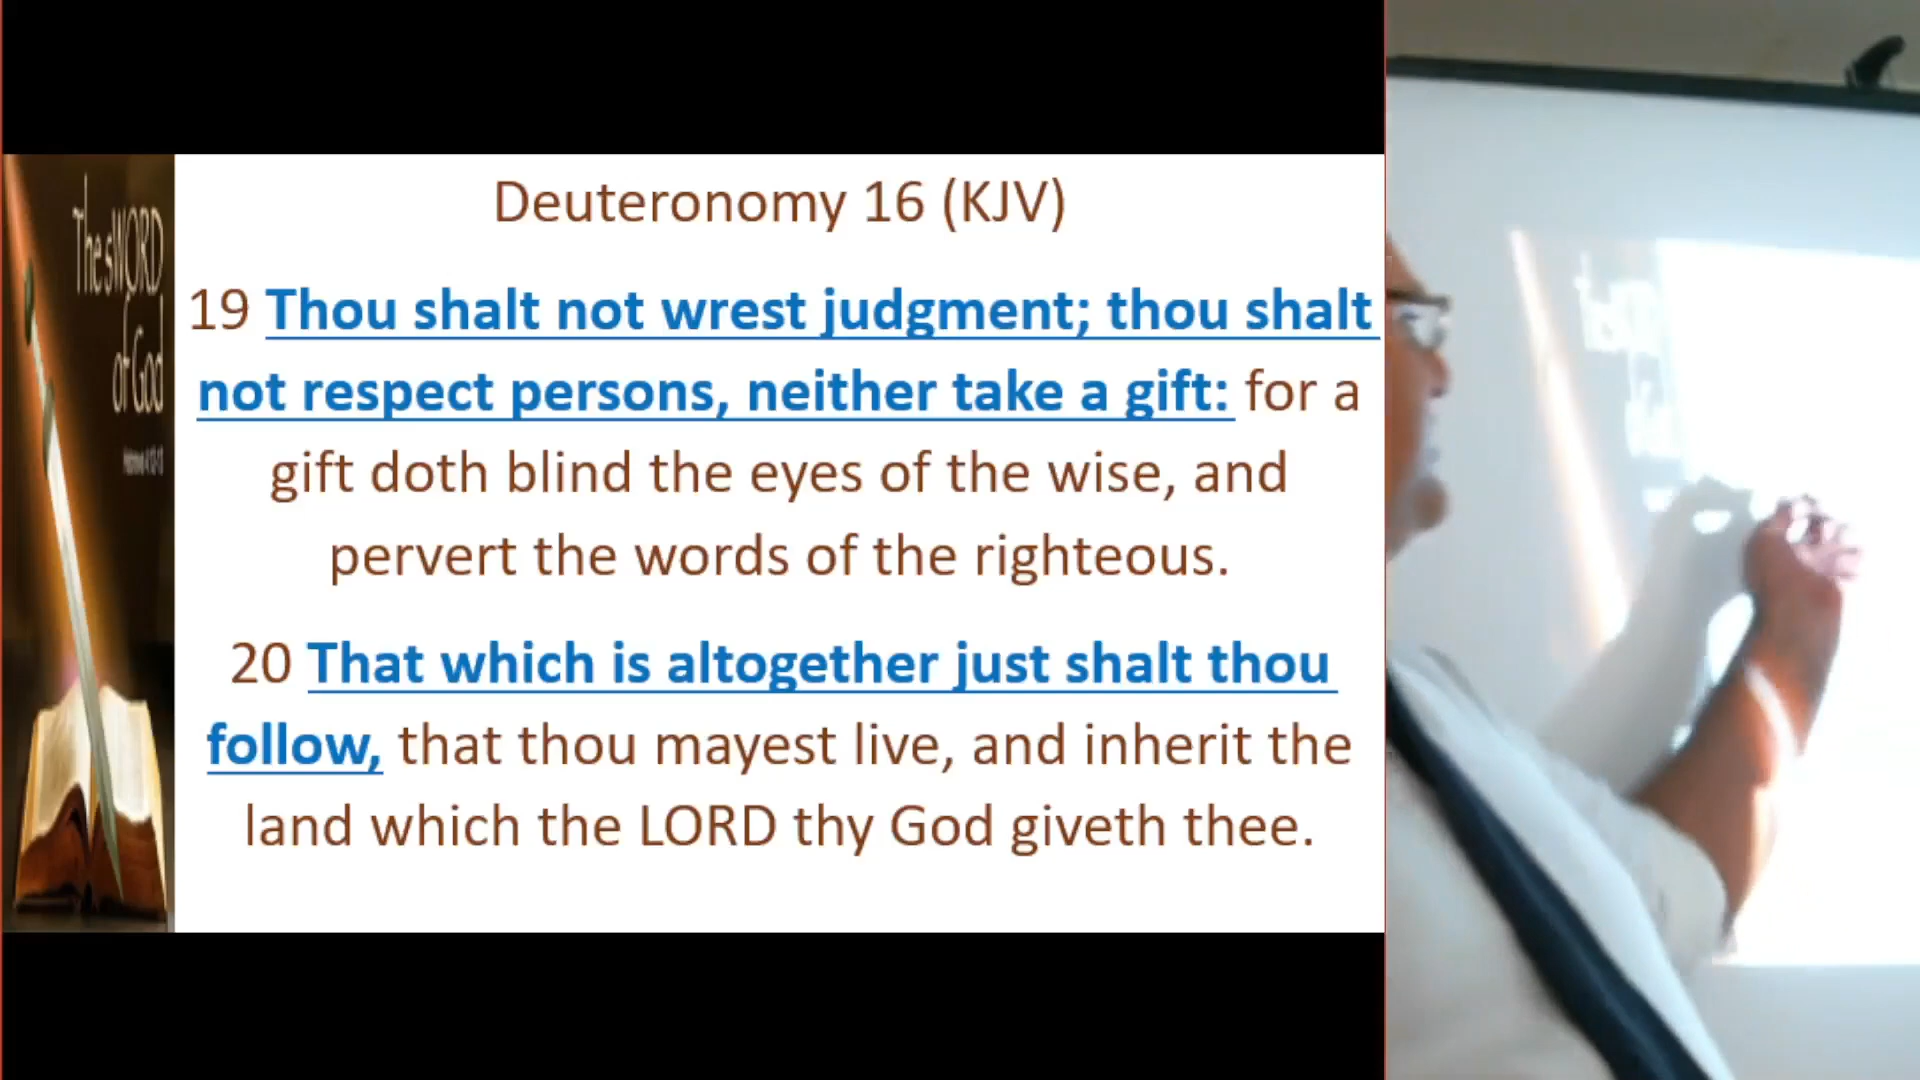 The sWORD
of God
Deuteronomy 16 (KJV)
19 Thou shalt not wrest judgment; thou shalt
not respect persons, neither take a gift: for a
gift doth blind the eyes of the wise, and
pervert the words of the righteous.
20 That which is altogether just shalt thou
follow, that thou mayest live, and inherit the
land which the LORD thy God giveth thee.